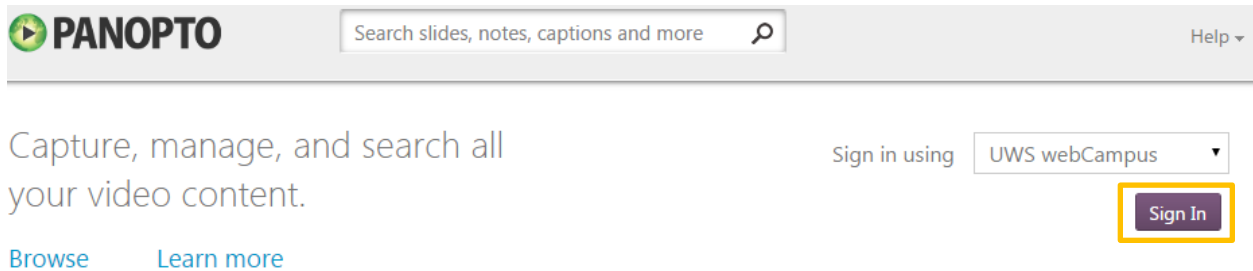 PANOPTO
Search slides, notes, captions and more
Help
Capture, manage, and search all
your video content.
Sign in using
UWS webCampus
Sign In
Browse
Learn more